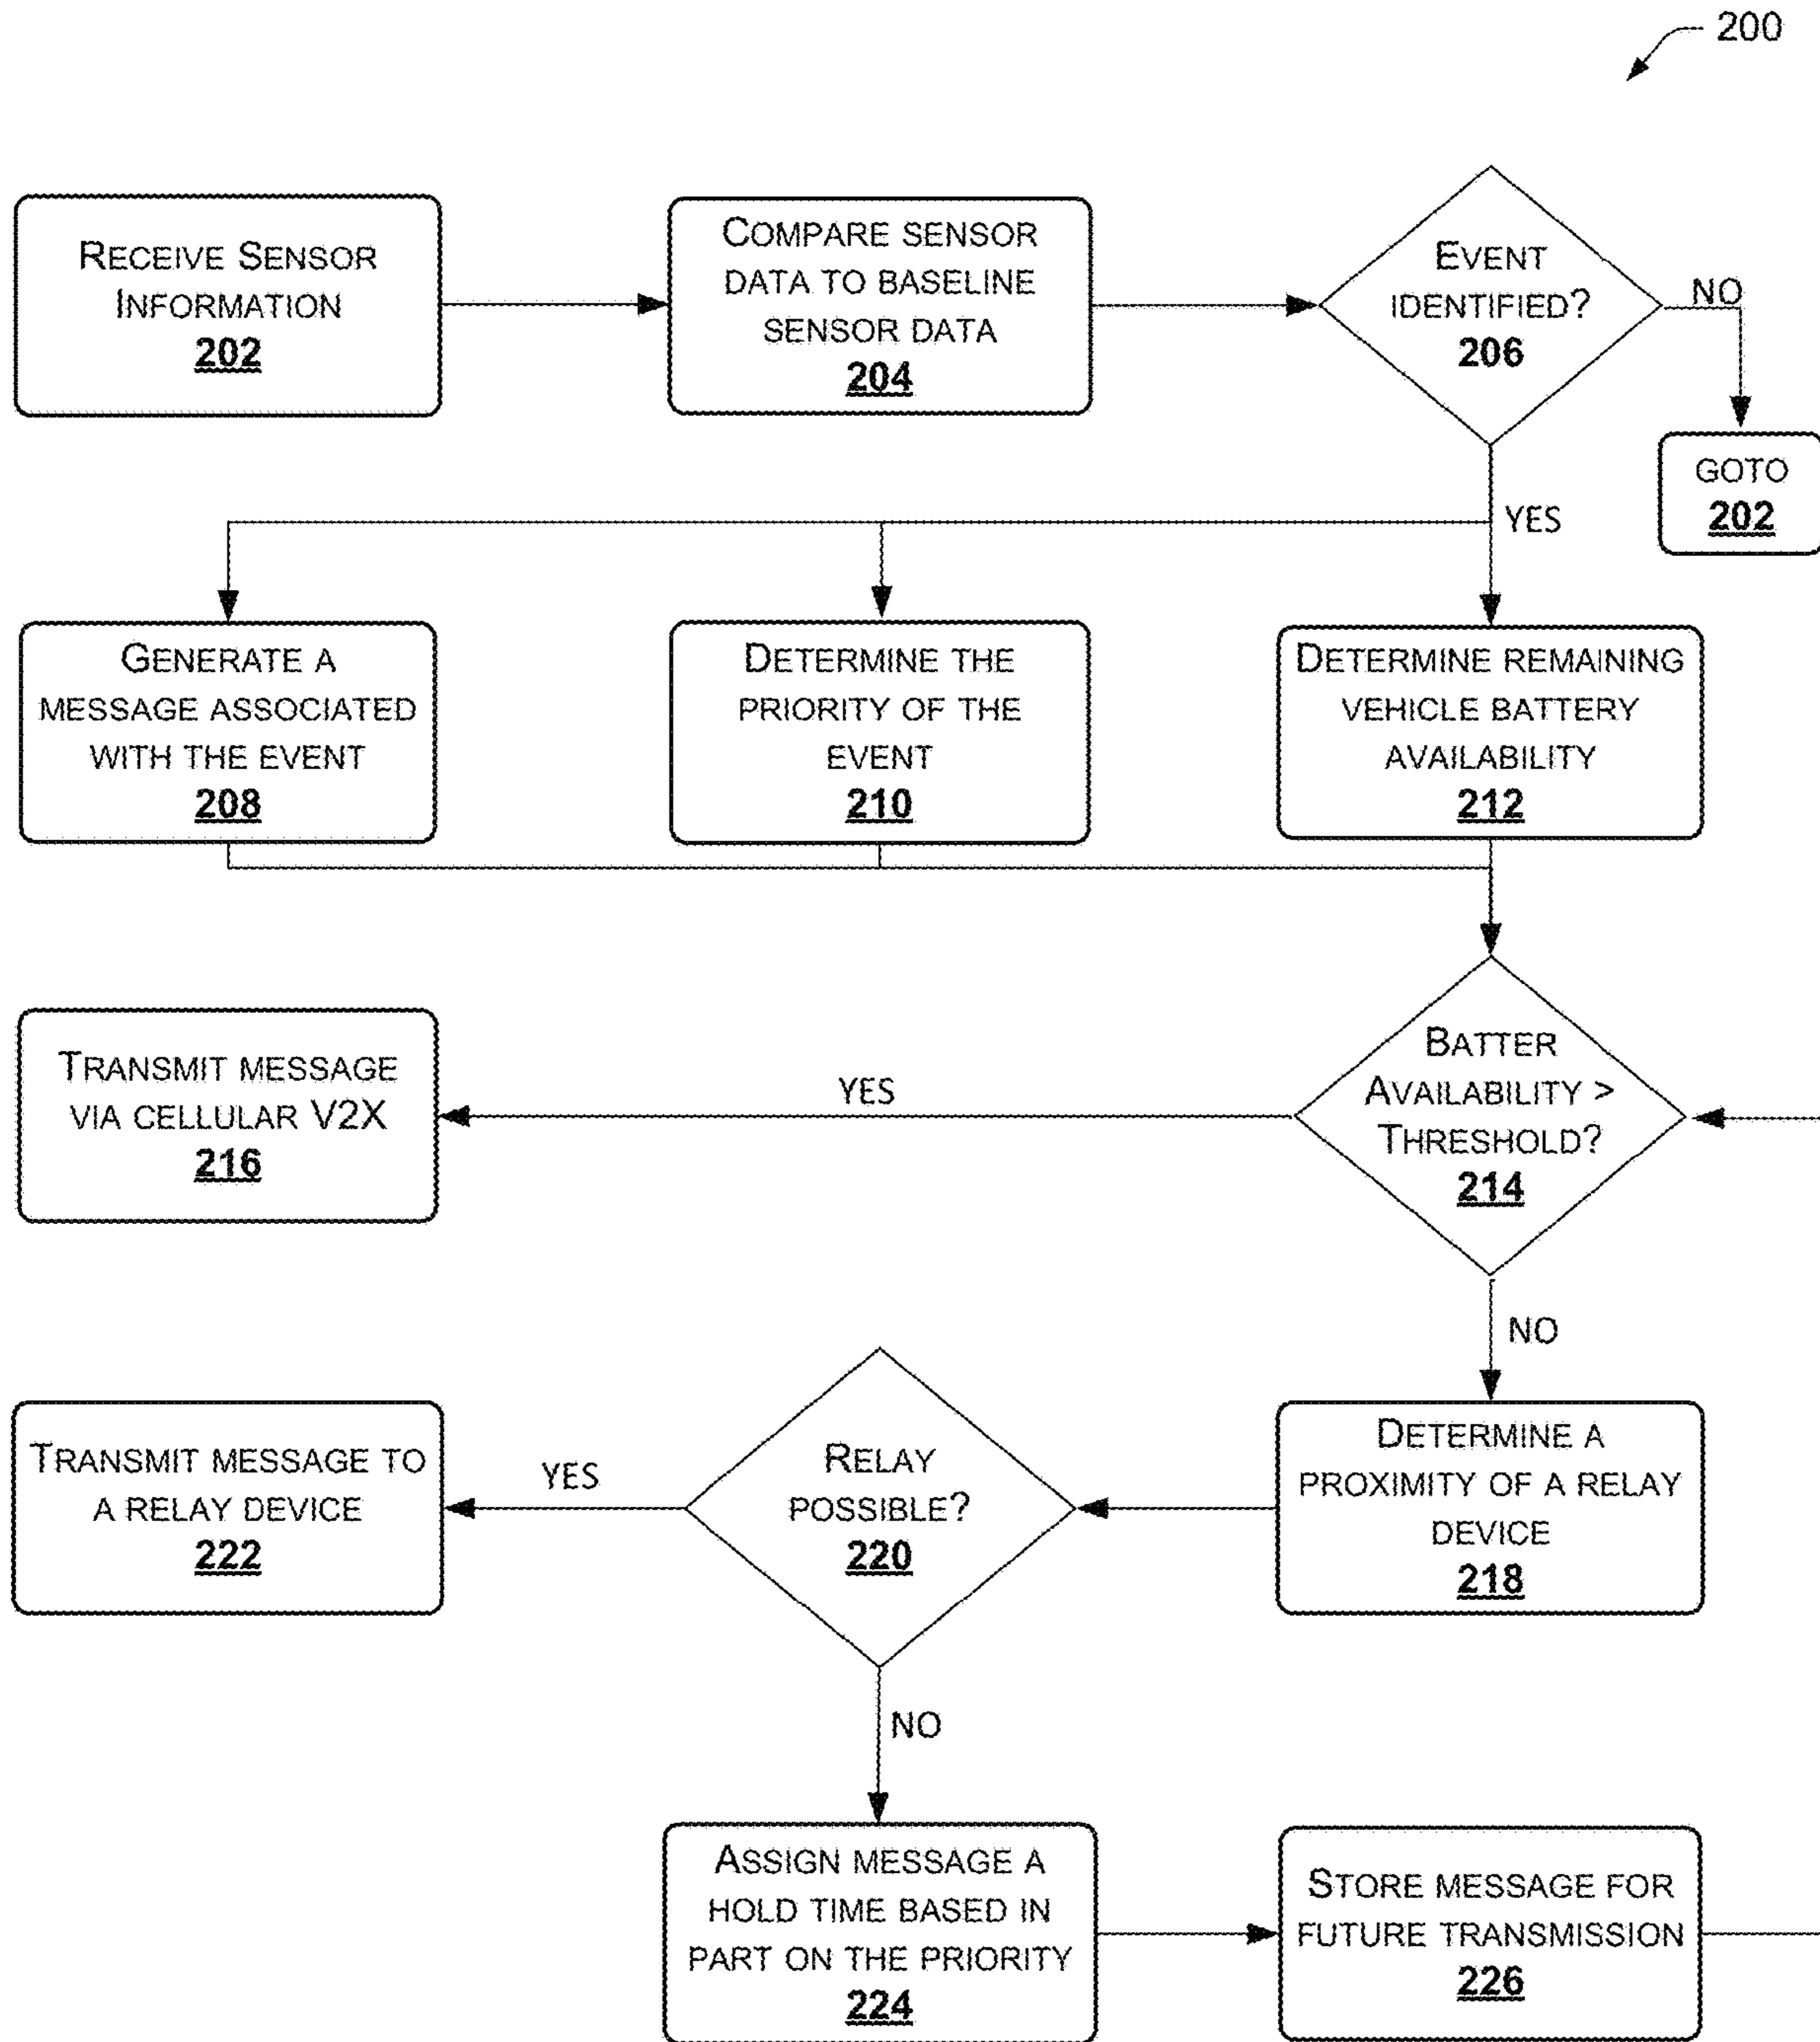 200
RECEIVE SENSOR
INFORMATION
202
COMPARE SENSOR
DATA TO BASELINE
SENSOR DATA
204
EVENT
IDENTIFIED?
206
NO
GOTO
202
YES
GENERATE A
MESSAGE ASSOCIATED
WITH THE EVENT
208
DETERMINE THE
PRIORITY OF THE
EVENT
210
DETERMINE REMAINING
VEHICLE BATTERY
AVAILABILITY
212
TRANSMIT MESSAGE
VIA CELLULAR V2X
216
YES
BATTER
AVAILABILITY >
THRESHOLD?
214
NO
TRANSMIT MESSAGE TO
A RELAY DEVICE
222
YES
RELAY
POSSIBLE?
220
DETERMINE A
PROXIMITY OF A RELAY
DEVICE
218
NO
ASSIGN MESSAGE A
HOLD TIME BASED IN
PART ON THE PRIORITY
224
STORE MESSAGE FOR
FUTURE TRANSMISSION
226